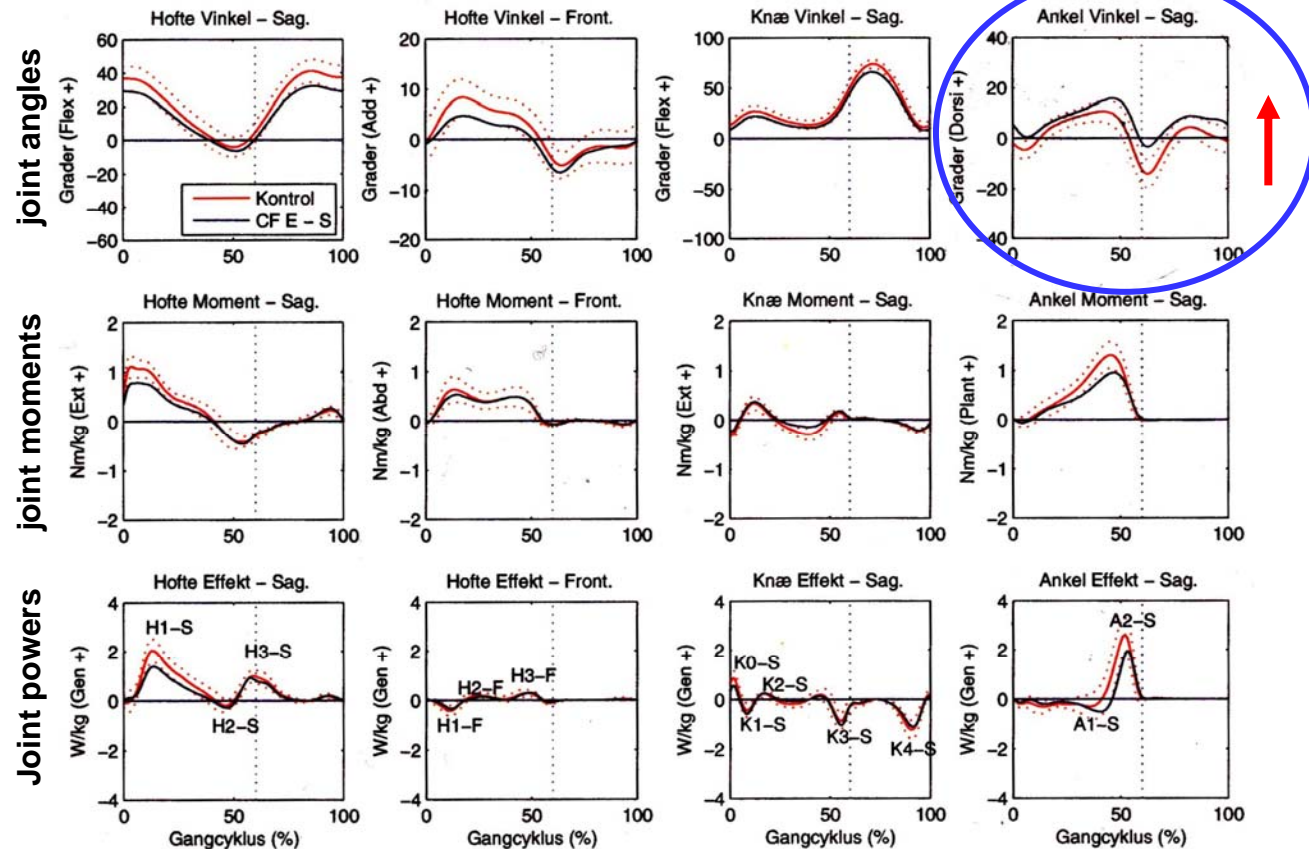 joint angles
Hofte Vinkel – Sag.
Grader (Flex +)
60
40
20
0
−20
−40
−60
0
50
100
Kontrol
CF E – S
Hofte Vinkel – Front.
Grader (Add +)
20
10
0
−10
−20
0
50
100
Knæ Vinkel – Sag.
Grader (Flex +)
100
50
0
−50
−100
0
50
100
Ankel Vinkel – Sag.
Grader (Dorsi +)
40
20
0
−20
−40
0
50
100
joint moments
Hofte Moment – Sag.
Nm/kg (Ext +)
2
1
0
−1
−2
0
50
100
Hofte Moment – Front.
Nm/kg (Abd +)
2
1
0
−1
−2
0
50
100
Knæ Moment – Sag.
Nm/kg (Ext +)
2
1
0
−1
−2
0
50
100
Ankel Moment – Sag.
Nm/kg (Plant +)
2
1
0
−1
−2
0
50
100
Joint powers
Hofte Effekt – Sag.
W/kg (Gen +)
4
2
0
−2
−4
H1–S
H3–S
H2–S
0
50
100
Gangcyklus (%)
Hofte Effekt – Front.
W/kg (Gen +)
4
2
0
−2
−4
H2–F
H3–F
H1–F
0
50
100
Gangcyklus (%)
Knæ Effekt – Sag.
W/kg (Gen +)
4
2
0
−2
−4
K0–S
K2–S
K1–S
K3–S
K4–S
0
50
100
Gangcyklus (%)
Ankel Effekt – Sag.
W/kg (Gen +)
4
2
0
−2
−4
A2–S
A1–S
0
50
100
Gangcyklus (%)